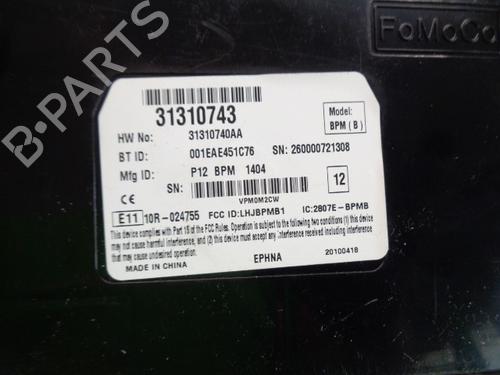 FoMoCo
31310743
Model:
BPM (B)
HW No: 31310740AA
BT ID: 001EAE451C76 SN: 260000721308
Mfg ID: P12 BPM 1404
SN:
12
VPM0M2CW
CE
E11 10R-024755 FCC ID:LHJBPMB1 IC:2807E-BPMB
This device complies with Part 15 of the FCC Rules. Operation is subject to the following two conditions: (1) this device may not cause
harmful interference, and (2) this device must accept any interference received, including interference
that may cause undesired operation.
MADE IN CHINA EPHNA 20100418